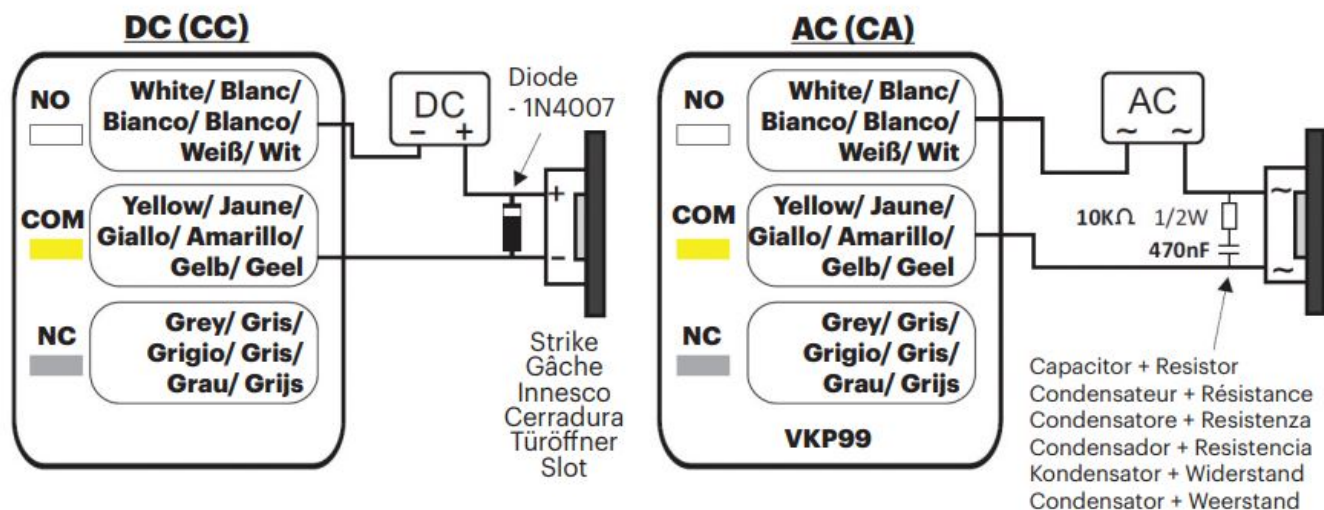 DC (CC)
NO
White/ Blanc/
Bianco/ Blanco/
Weiß/ Wit
COM
Yellow/ Jaune/
Giallo/ Amarillo/
Gelb/ Geel
NC
Grey/ Gris/
Grigio/ Gris/
Grau/ Grijs
DC
− +
Diode
- 1N4007
+
−
Strike
Gâche
Innesco
Cerradura
Türöffner
Slot
AC (CA)
NO
White/ Blanc/
Bianco/ Blanco/
Weiß/ Wit
COM
Yellow/ Jaune/
Giallo/ Amarillo/
Gelb/ Geel
NC
Grey/ Gris/
Grigio/ Gris/
Grau/ Grijs
VKP99
AC
~ ~
~
10KΩ 1/2W
470nF
~
Capacitor + Resistor
Condensateur + Résistance
Condensatore + Resistenza
Condensador + Resistencia
Kondensator + Widerstand
Condensator + Weerstand